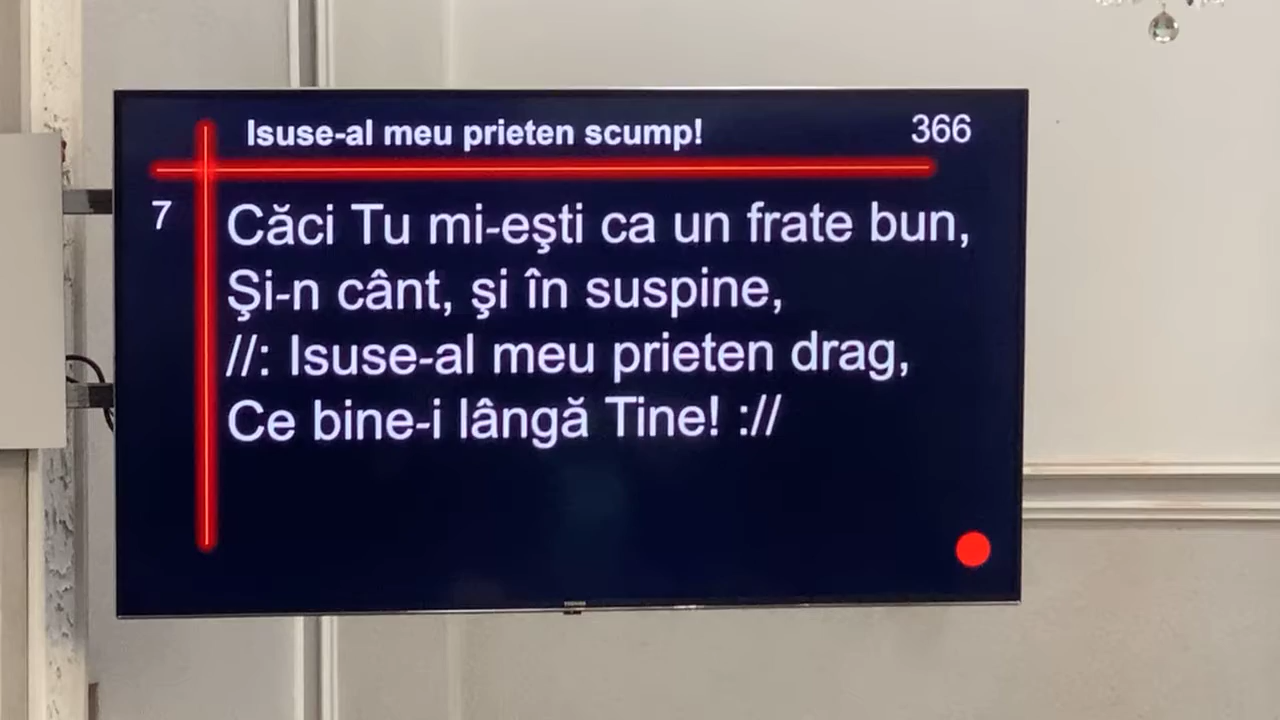 Isuse-al meu prieten scump!
366
7
Căci Tu mi-eşti ca un frate bun,
Şi-n cânt, şi în suspine,
//: Isuse-al meu prieten drag,
Ce bine-i lângă Tine! ://